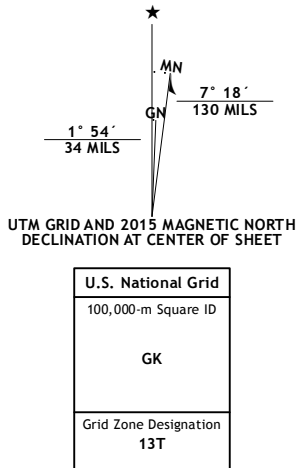 ★
MN
7° 18´
130 MILS
GN
1° 54´
34 MILS
UTM GRID AND 2015 MAGNETIC NORTH
DECLINATION AT CENTER OF SHEET
U.S. National Grid
100,000-m Square ID
GK
Grid Zone Designation
13T